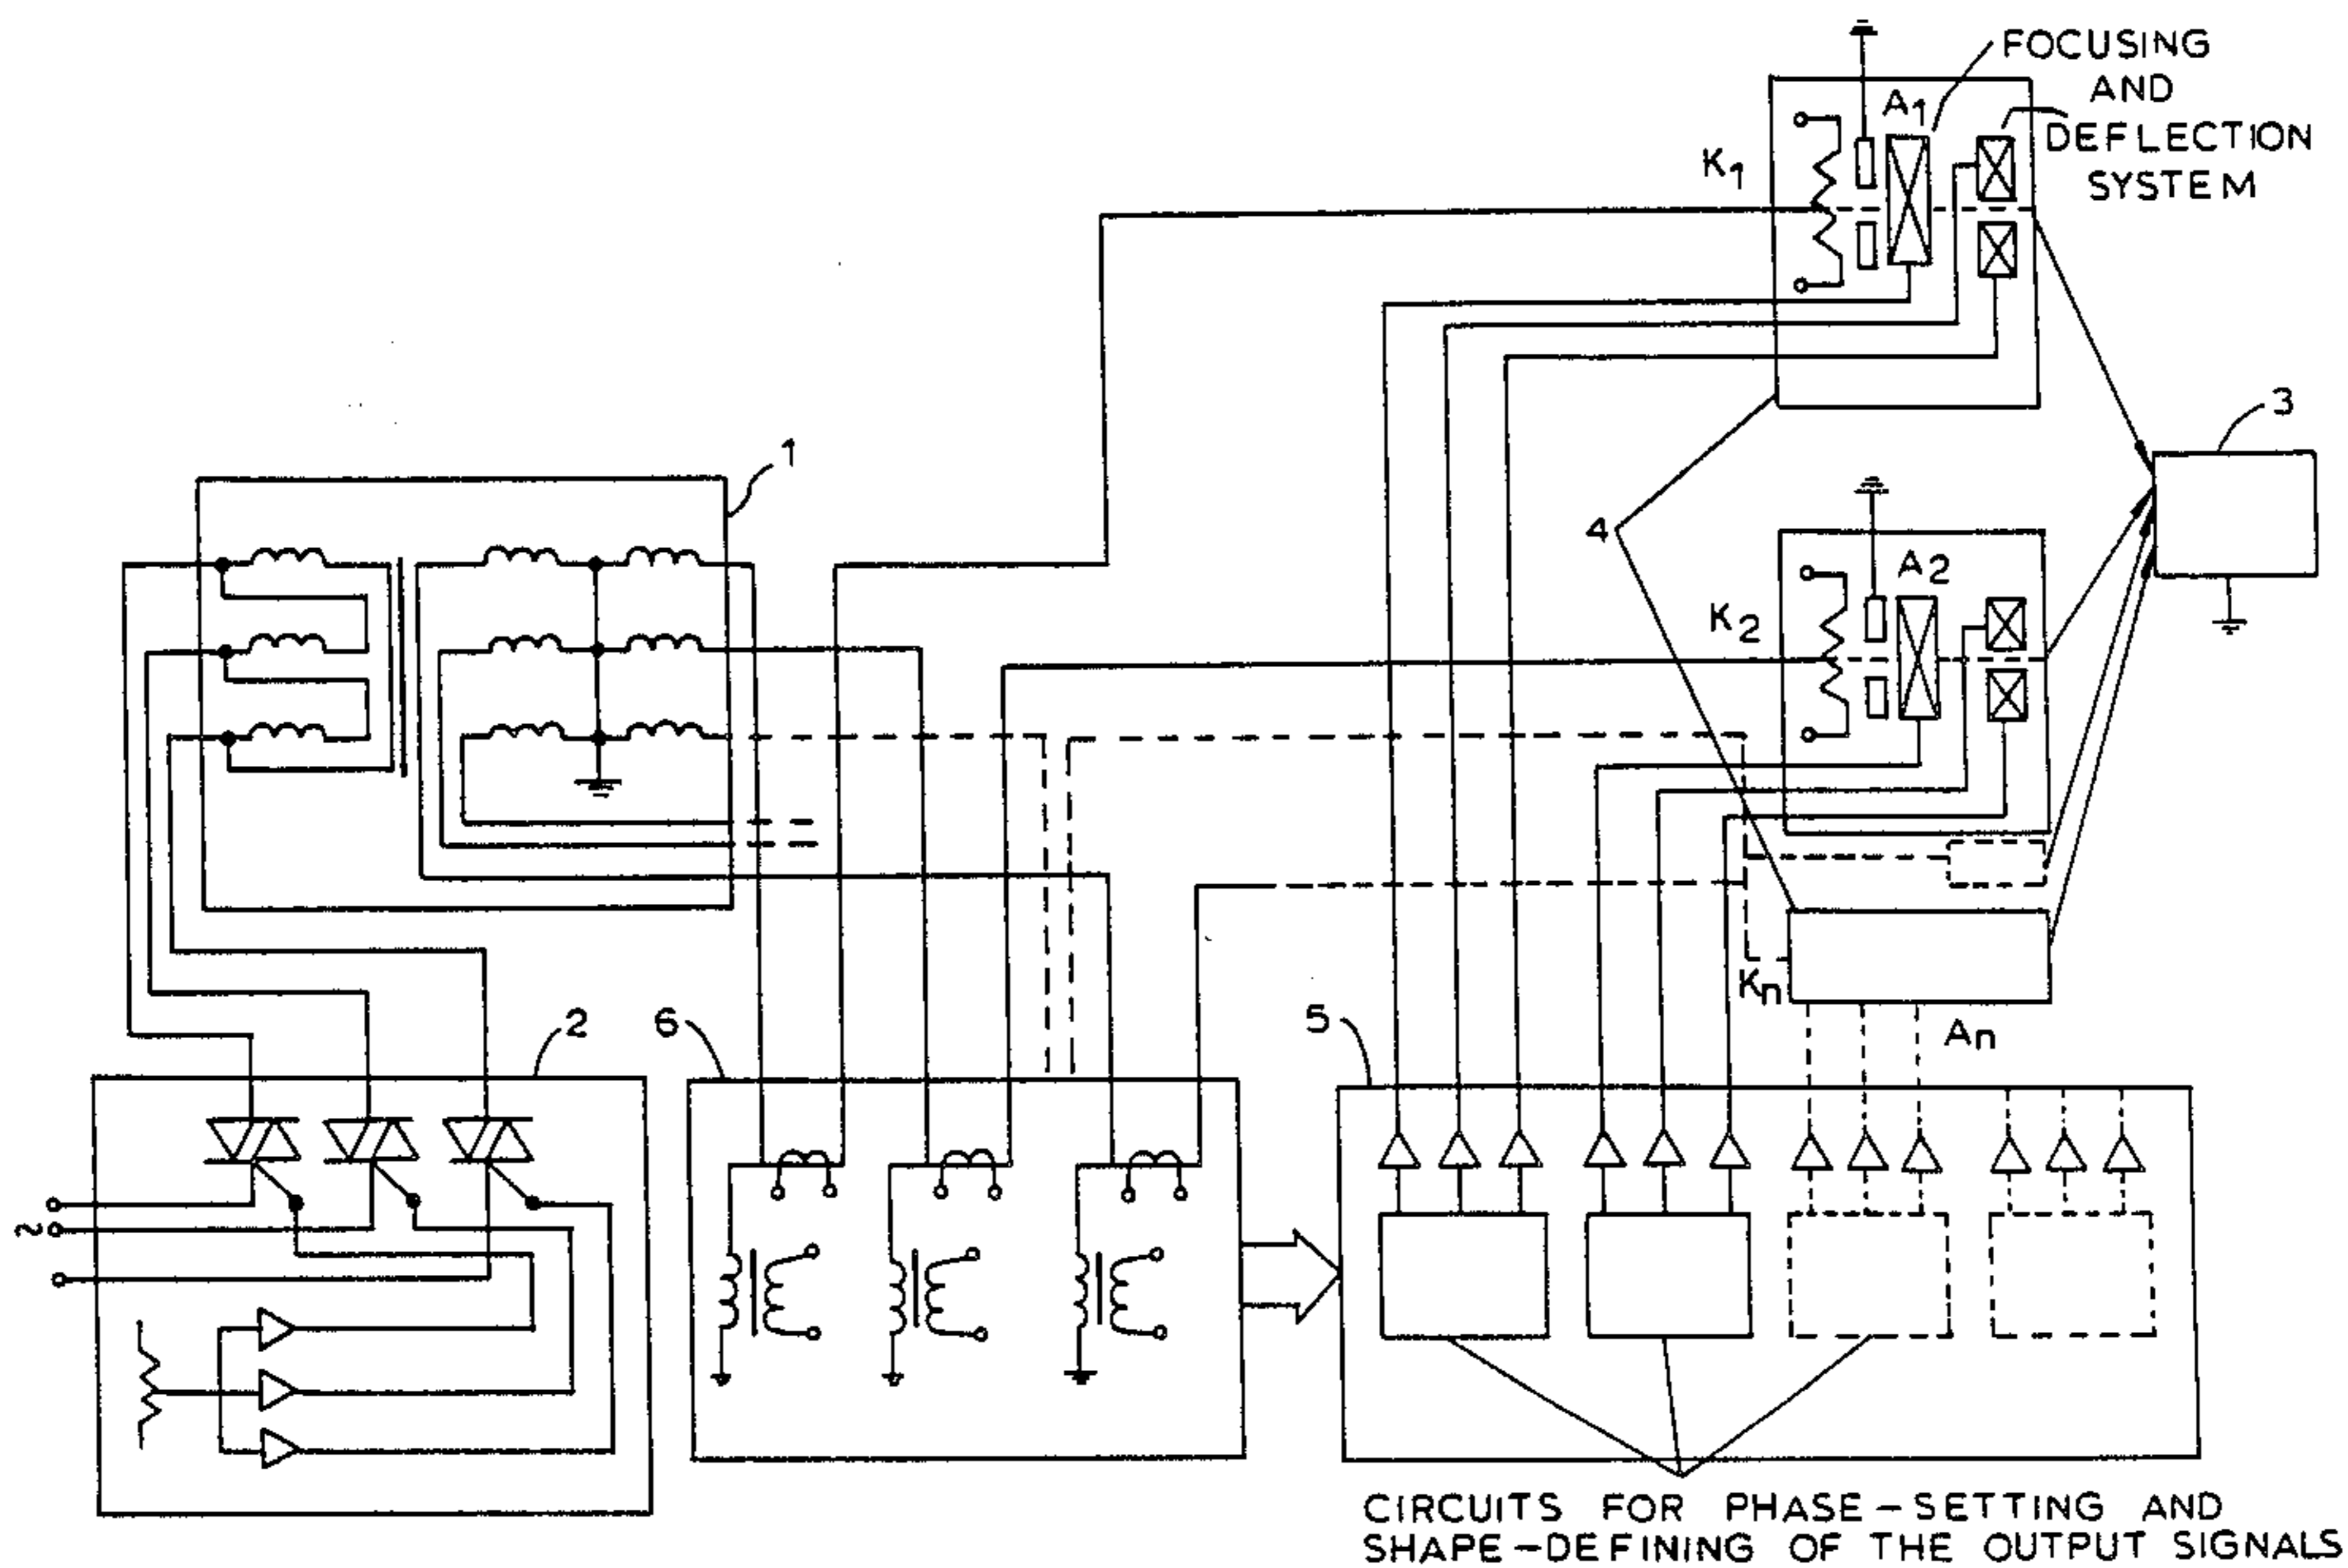 FOCUSING
AND
DEFLECTION
SYSTEM
A1
K1
3
1
4
A2
K2
Kn
An
2
6
5
~
CIRCUITS FOR PHASE-SETTING AND
SHAPE-DEFINING OF THE OUTPUT SIGNALS